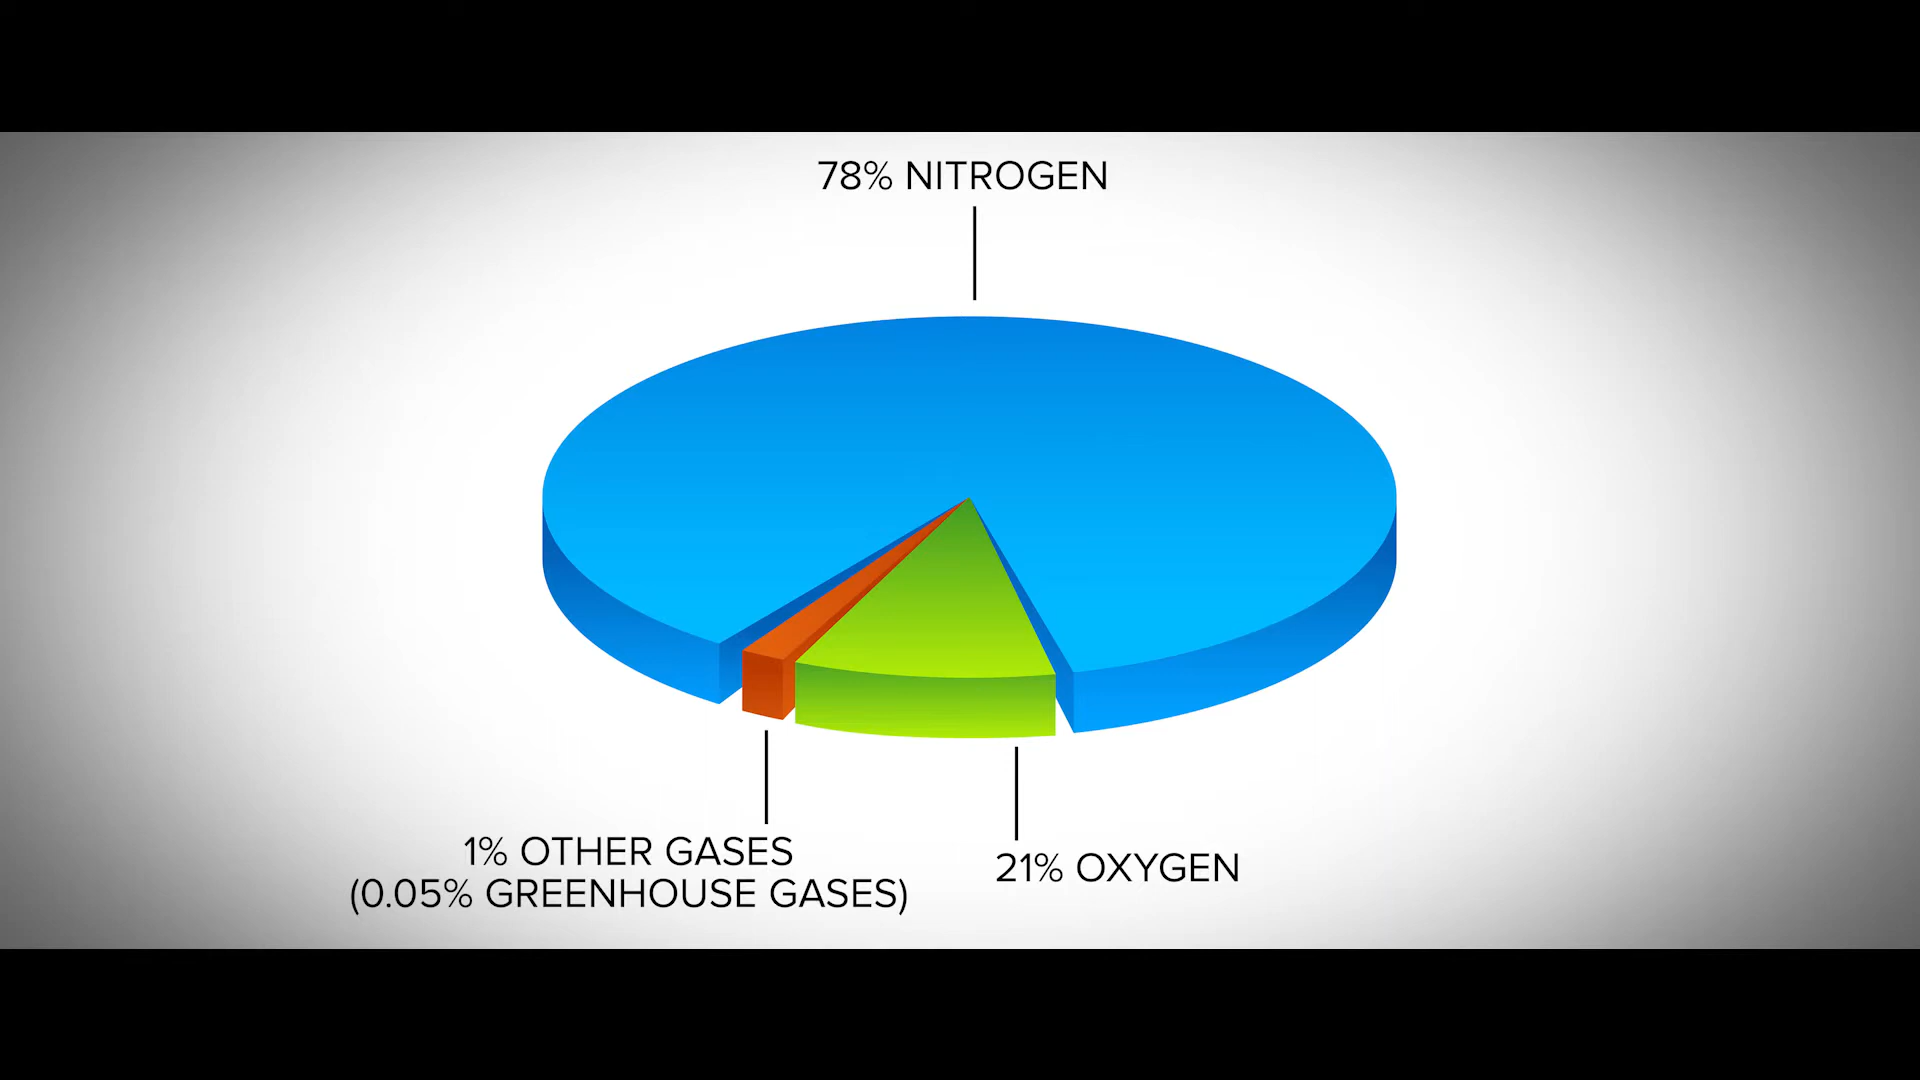 78% NITROGEN
1% OTHER GASES
(0.05% GREENHOUSE GASES)
21% OXYGEN